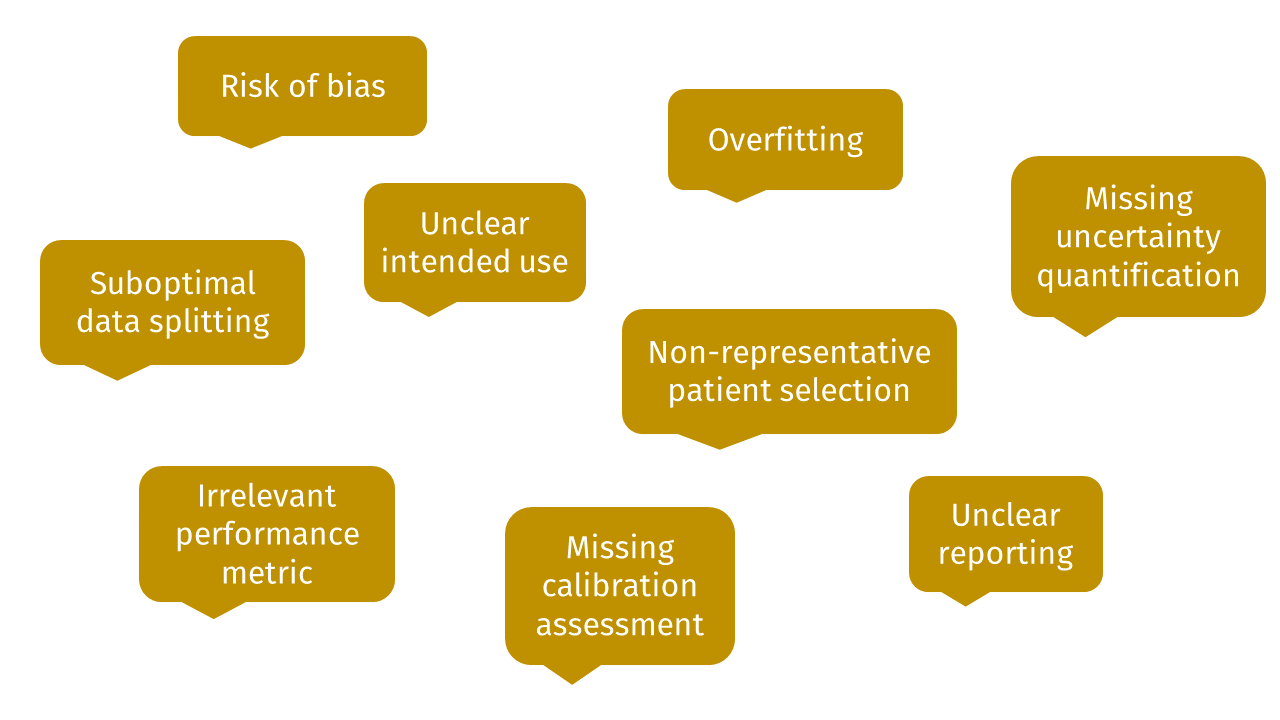 Risk of bias
Overfitting
Missing
uncertainty
quantification
Unclear
intended use
Suboptimal
data splitting
Non-representative
patient selection
Irrelevant
performance
metric
Missing
calibration
assessment
Unclear
reporting